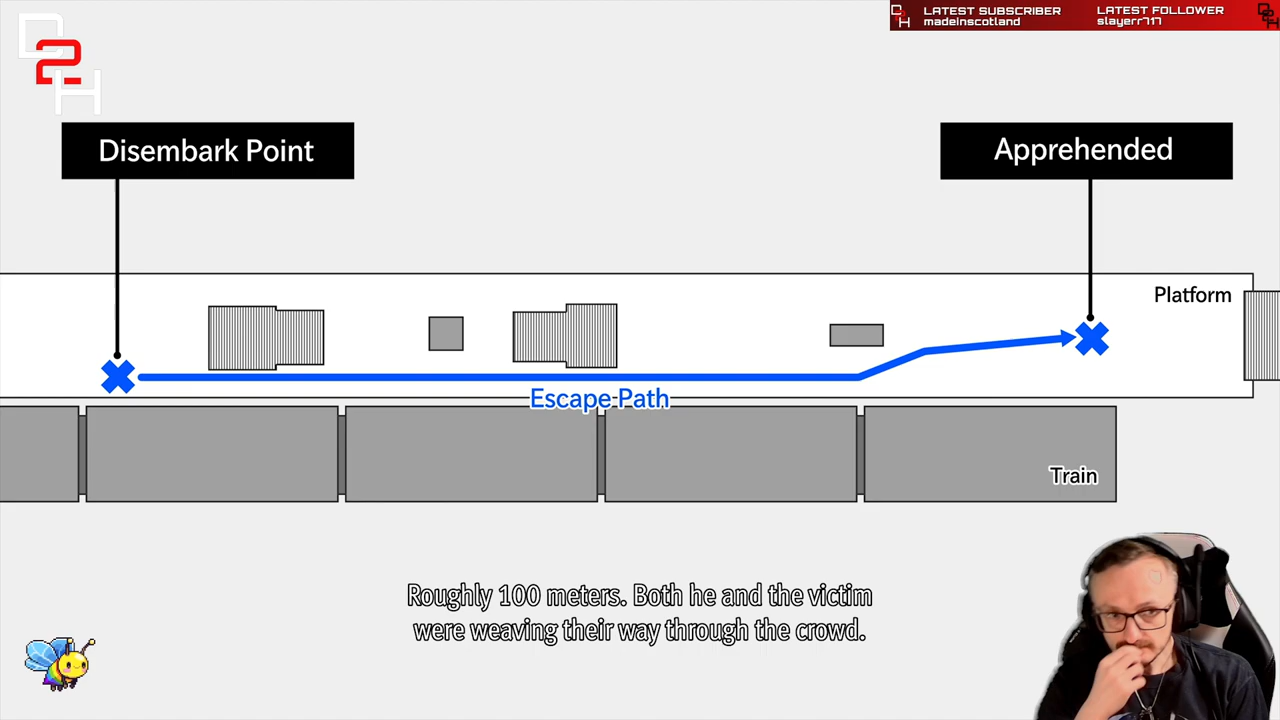 D2H
LATEST SUBSCRIBER
madeinscotland
LATEST FOLLOWER
slayerr717
Disembark Point
Apprehended
Platform
Escape Path
Train
Roughly 100 meters. Both he and the victim
were weaving their way through the crowd.